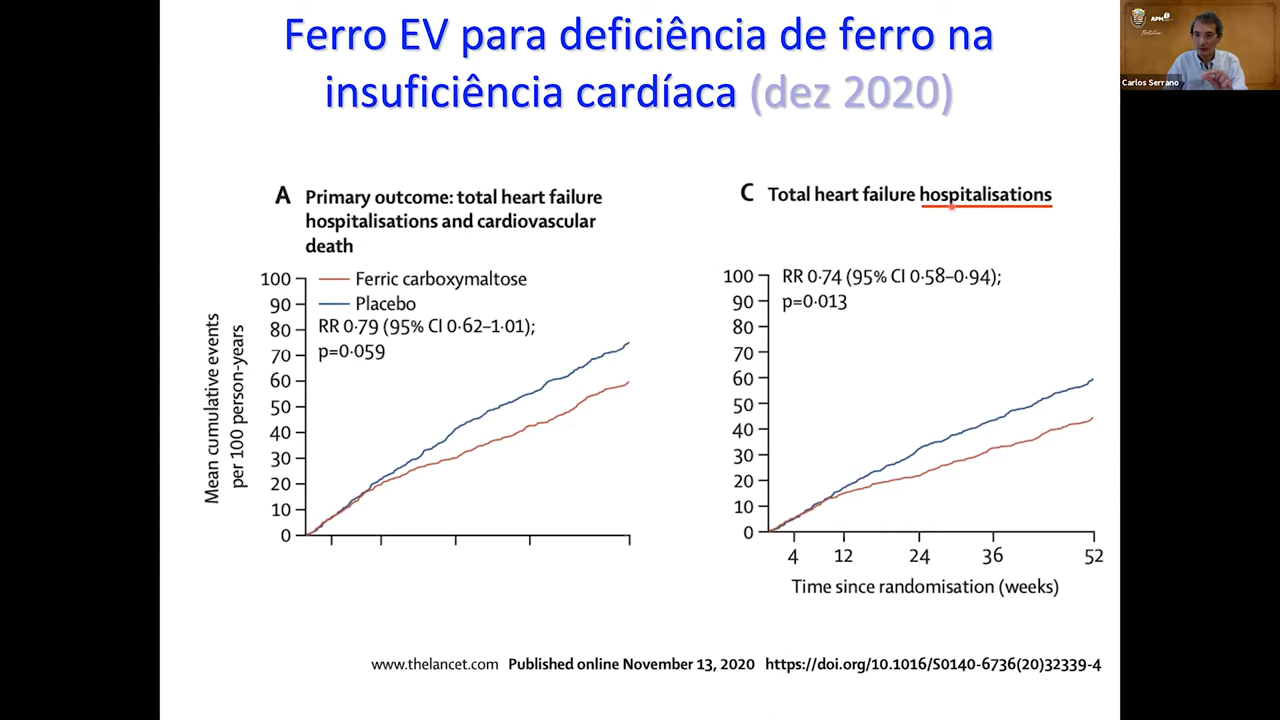 Ferro EV para deficiência de ferro na
insuficiência cardíaca (dez 2020)
APM
Carlos Serrano
A Primary outcome: total heart failure
hospitalisations and cardiovascular
death
Mean cumulative events
per 100 person-years
100
90
80
70
60
50
40
30
20
10
0
Ferric carboxymaltose
Placebo
RR 0·79 (95% CI 0·62–1·01);
p=0·059
C Total heart failure hospitalisations
100
90
80
70
60
50
40
30
20
10
0
RR 0·74 (95% CI 0·58–0·94);
p=0·013
4 12 24 36 52
Time since randomisation (weeks)
www.thelancet.com Published online November 13, 2020 https://doi.org/10.1016/S0140-6736(20)32339-4